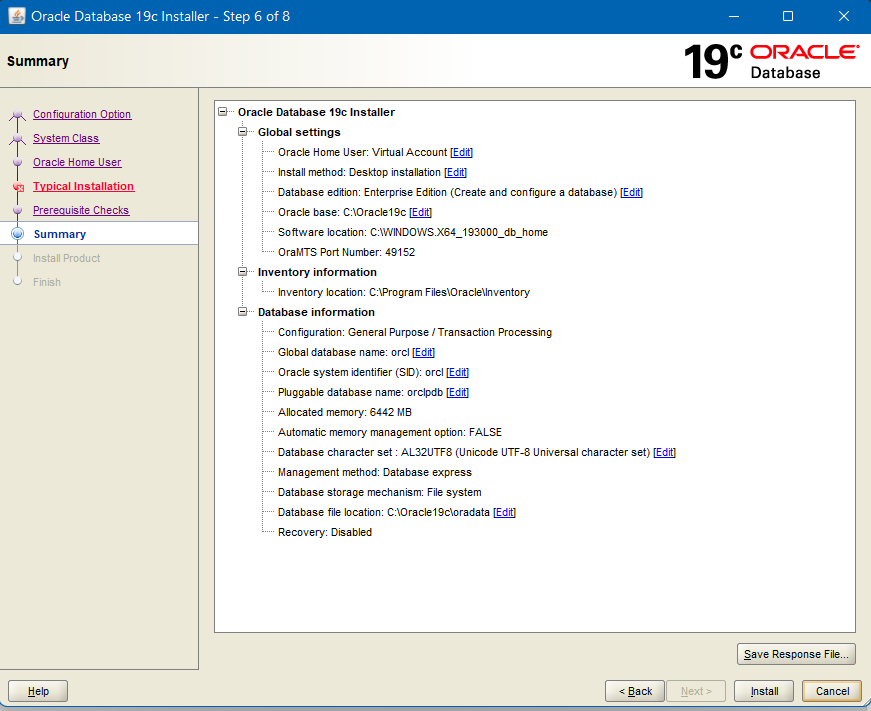 Oracle Database 19c Installer - Step 6 of 8
Summary
19c ORACLE
Database
Configuration Option
System Class
Oracle Home User
Typical Installation
Prerequisite Checks
Summary
Install Product
Finish
Oracle Database 19c Installer
Global settings
Oracle Home User: Virtual Account [Edit]
Install method: Desktop installation [Edit]
Database edition: Enterprise Edition (Create and configure a database) [Edit]
Oracle base: C:\Oracle19c [Edit]
Software location: C:\WINDOWS.X64_193000_db_home
OraMTS Port Number: 49152
Inventory information
Inventory location: C:\Program Files\Oracle\Inventory
Database information
Configuration: General Purpose / Transaction Processing
Global database name: orcl [Edit]
Oracle system identifier (SID): orcl [Edit]
Pluggable database name: orclpdb [Edit]
Allocated memory: 6442 MB
Automatic memory management option: FALSE
Database character set : AL32UTF8 (Unicode UTF-8 Universal character set) [Edit]
Management method: Database express
Database storage mechanism: File system
Database file location: C:\Oracle19c\oradata [Edit]
Recovery: Disabled
Save Response File...
Help
< Back
Next >
Install
Cancel